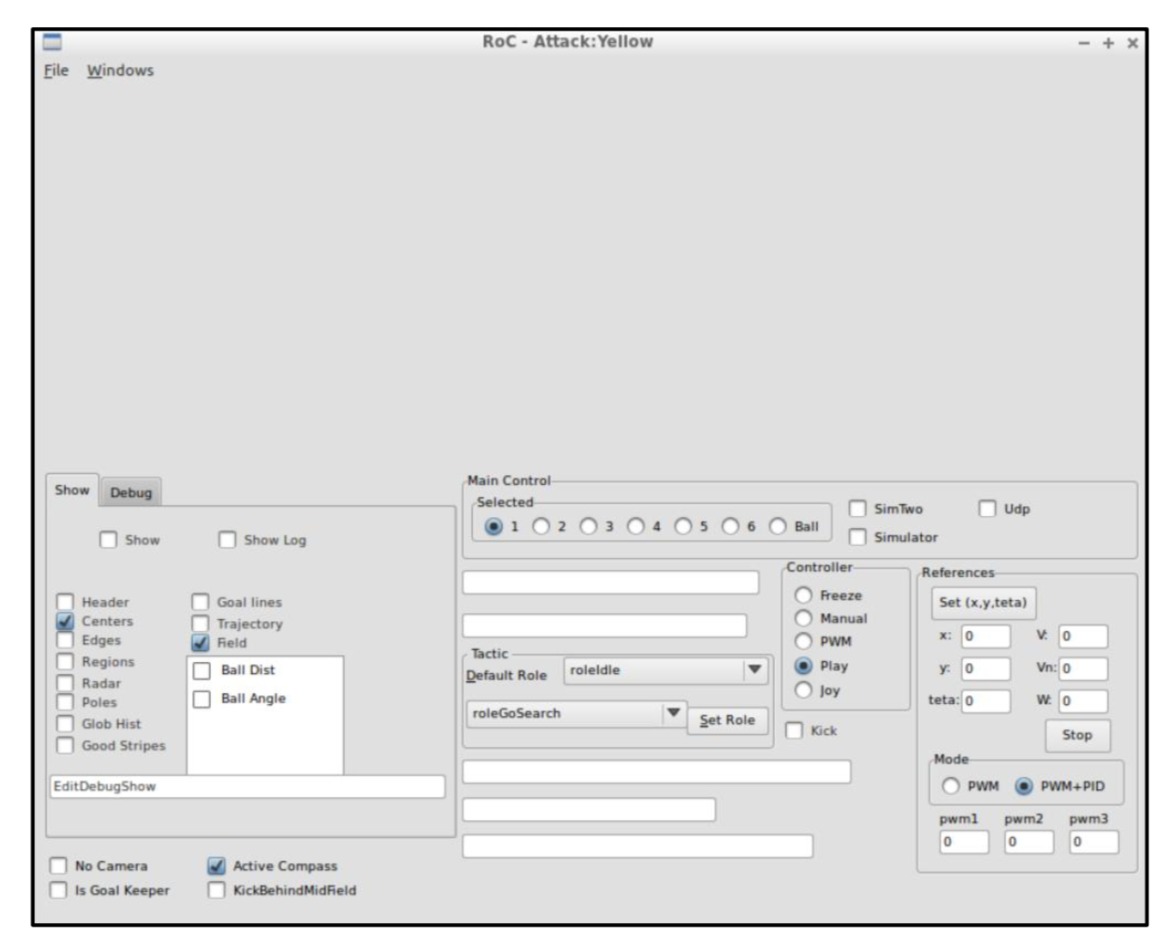 RoC - Attack:Yellow
File Windows
Show Debug
Show Show Log
Header Goal lines
Centers Trajectory
Edges Field
Regions Ball Dist
Radar
Poles Ball Angle
Glob Hist
Good Stripes
EditDebugShow
No Camera Active Compass
Is Goal Keeper KickBehindMidField
Main Control
Selected
1 2 3 4 5 6 Ball
SimTwo Udp
Simulator
Tactic
Default Role roleIdle
roleGoSearch Set Role
Controller
Freeze
Manual
PWM
Play
Joy
Kick
References
Set (x,y,teta)
x: 0 V: 0
y: 0 Vn: 0
teta: 0 W: 0
Stop
Mode
PWM PWM+PID
pwm1 pwm2 pwm3
0 0 0